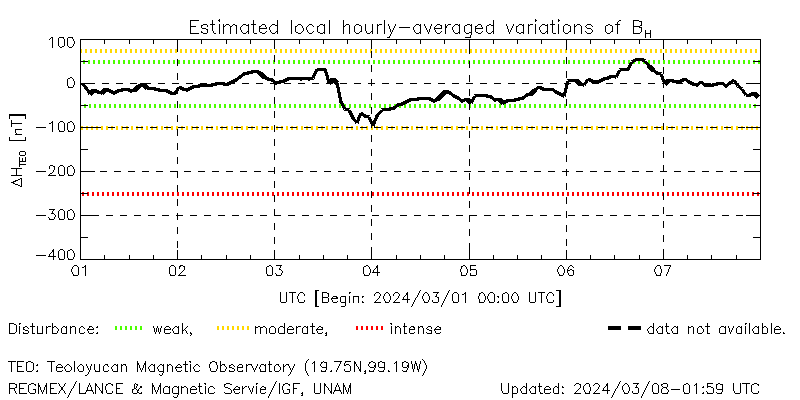 Estimated local hourly-averaged variations of B_H
100
0
-100
-200
-300
-400
ΔH_TEO [nT]
01 02 03 04 05 06 07
UTC [Begin: 2024/03/01 00:00 UTC]
Disturbance: weak, moderate, intense data not available.
TEO: Teoloyucan Magnetic Observatory (19.75N,99.19W)
REGMEX/LANCE & Magnetic Servie/IGF, UNAM Updated: 2024/03/08-01:59 UTC